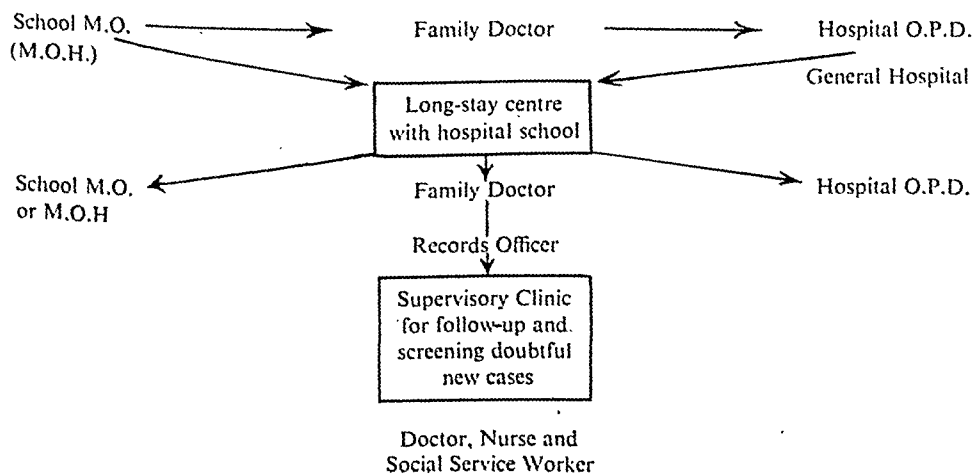 School M.O.
(M.O.H.)
Family Doctor
Hospital O.P.D.
General Hospital
Long-stay centre
with hospital school
School M.O.
or M.O.H
Family Doctor
Hospital O.P.D.
Records Officer
Supervisory Clinic
for follow-up and.
screening doubtful
new cases
Doctor, Nurse and
Social Service Worker